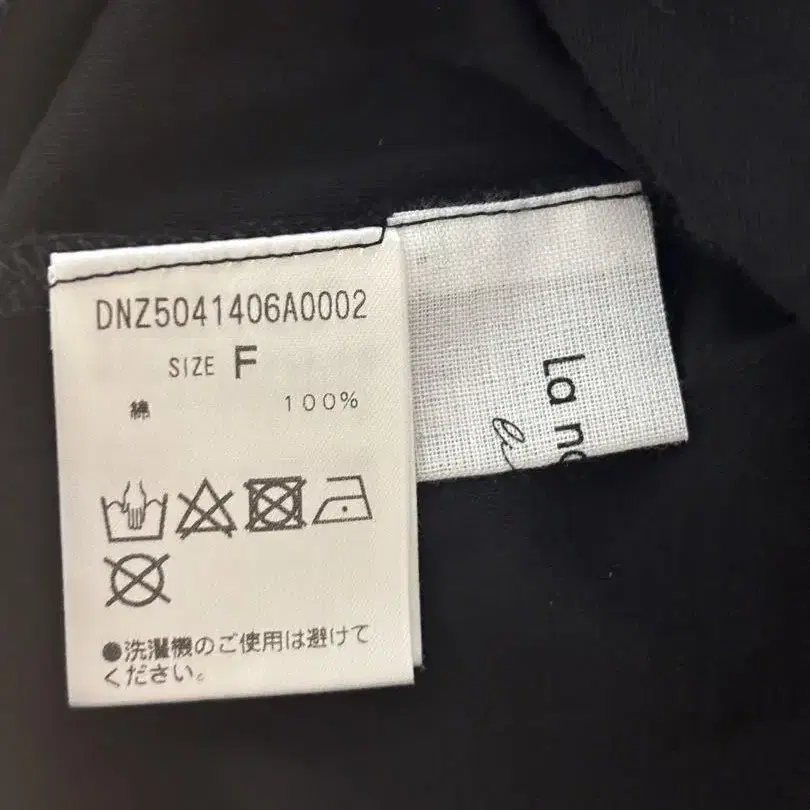 DNZ5041406A0002
SIZE F
綿 100%
●洗濯機のご使用は避けて
ください。
La